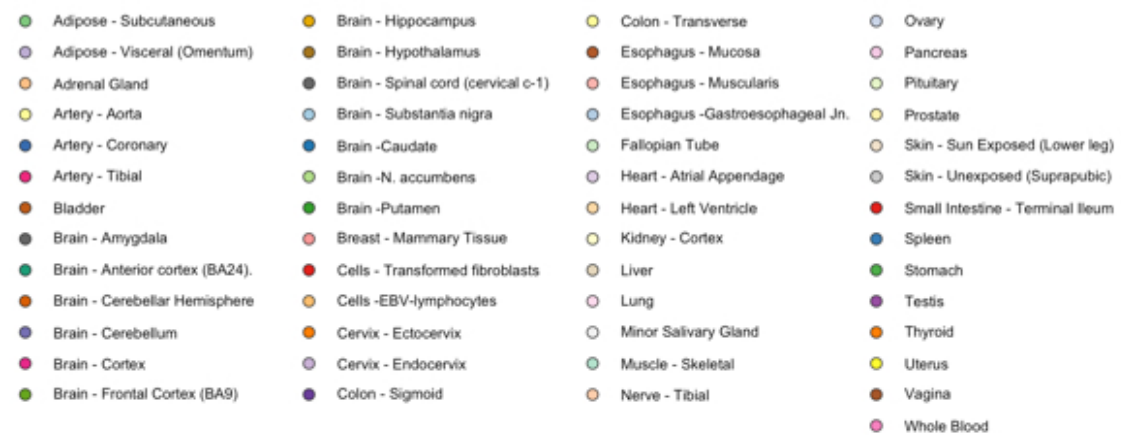 Adipose - Subcutaneous
Adipose - Visceral (Omentum)
Adrenal Gland
Artery - Aorta
Artery - Coronary
Artery - Tibial
Bladder
Brain - Amygdala
Brain - Anterior cortex (BA24).
Brain - Cerebellar Hemisphere
Brain - Cerebellum
Brain - Cortex
Brain - Frontal Cortex (BA9)
Brain - Hippocampus
Brain - Hypothalamus
Brain - Spinal cord (cervical c-1)
Brain - Substantia nigra
Brain -Caudate
Brain -N. accumbens
Brain -Putamen
Breast - Mammary Tissue
Cells - Transformed fibroblasts
Cells -EBV-lymphocytes
Cervix - Ectocervix
Cervix - Endocervix
Colon - Sigmoid
Colon - Transverse
Esophagus - Mucosa
Esophagus - Muscularis
Esophagus -Gastroesophageal Jn.
Fallopian Tube
Heart - Atrial Appendage
Heart - Left Ventricle
Kidney - Cortex
Liver
Lung
Minor Salivary Gland
Muscle - Skeletal
Nerve - Tibial
Ovary
Pancreas
Pituitary
Prostate
Skin - Sun Exposed (Lower leg)
Skin - Unexposed (Suprapubic)
Small Intestine - Terminal Ileum
Spleen
Stomach
Testis
Thyroid
Uterus
Vagina
Whole Blood